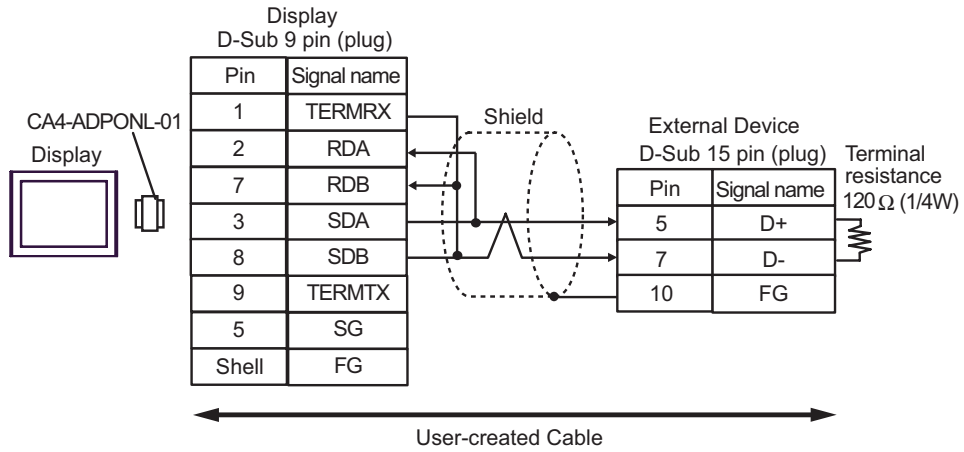 Display
D-Sub 9 pin (plug)
Pin Signal name
1 TERMRX
2 RDA
7 RDB
3 SDA
8 SDB
9 TERMTX
5 SG
Shell FG
CA4-ADPONL-01
Display
Shield
External Device
D-Sub 15 pin (plug)
Pin Signal name
5 D+
7 D-
10 FG
Terminal
resistance
120Ω (1/4W)
User-created Cable